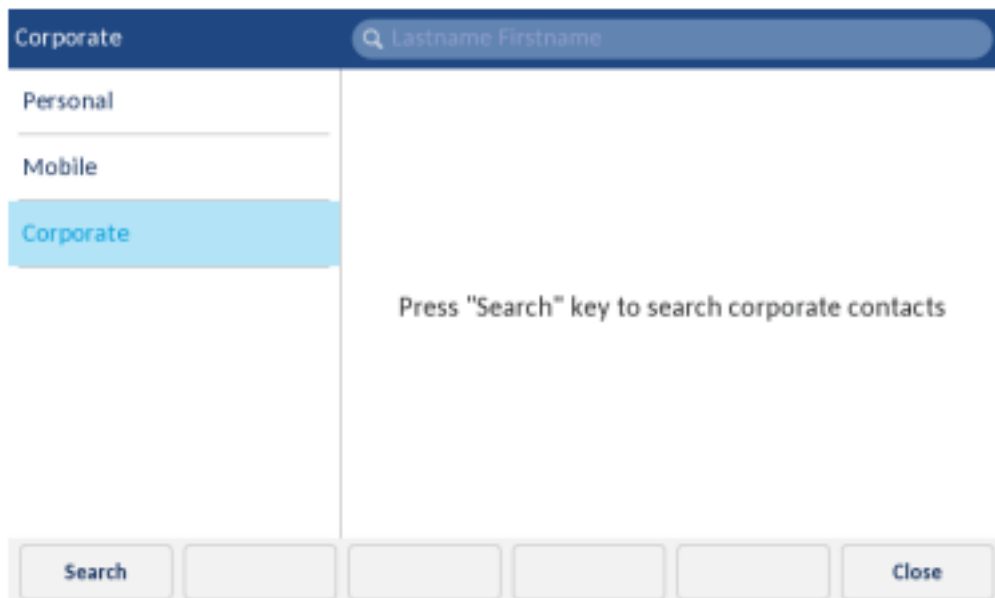 Corporate
Lastname Firstname
Personal
Mobile
Corporate
Press "Search" key to search corporate contacts
Search
Close